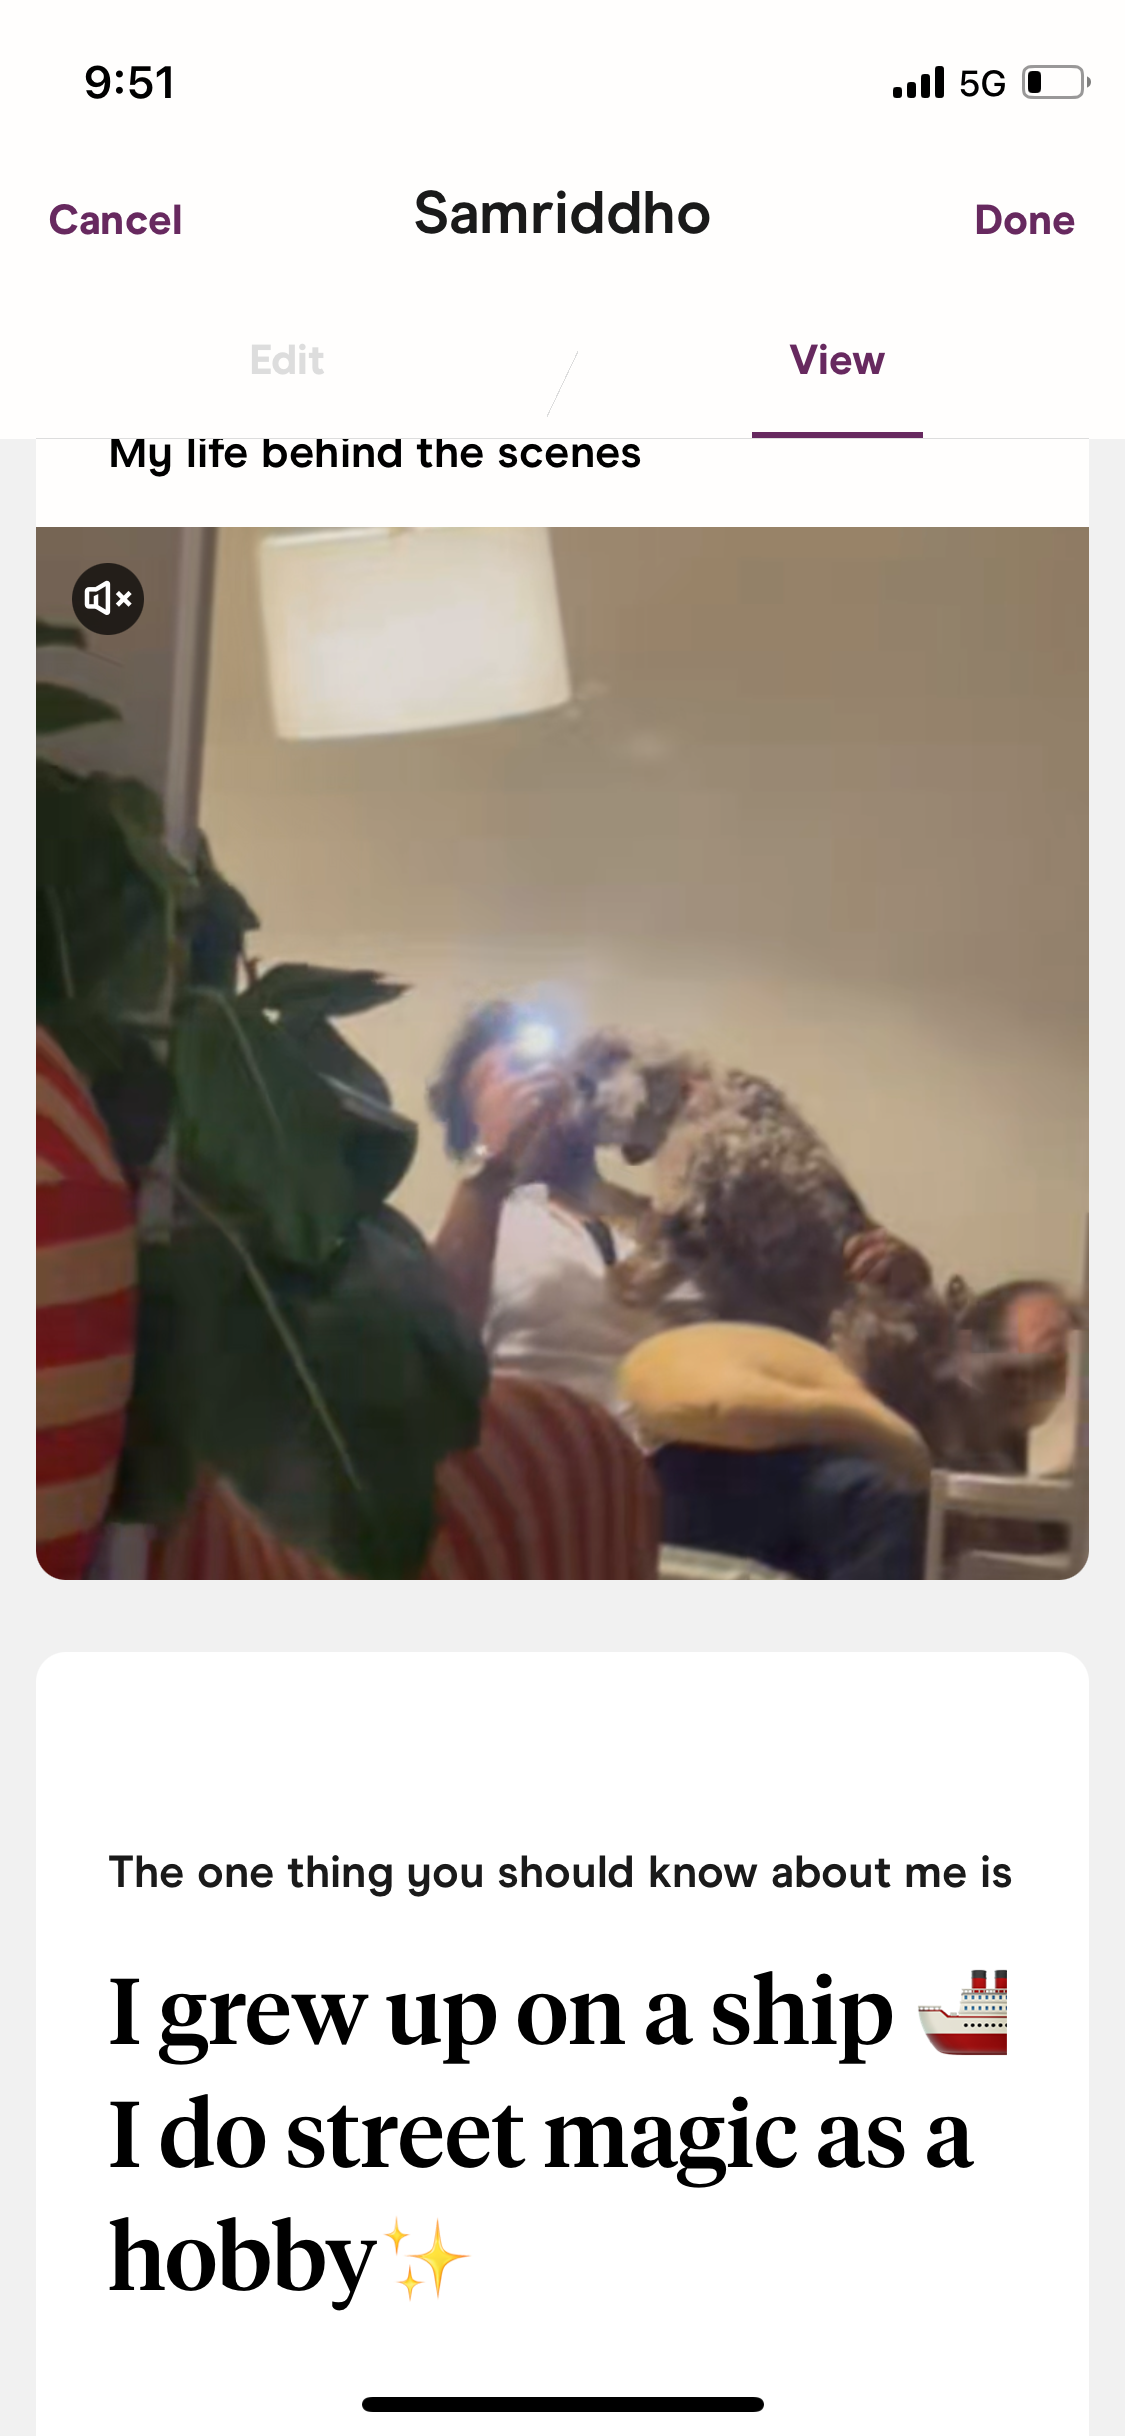 9:51
5G
Cancel
Samriddho
Done
Edit
View
My life behind the scenes
The one thing you should know about me is
I grew up on a ship 🚢
I do street magic as a
hobby✨